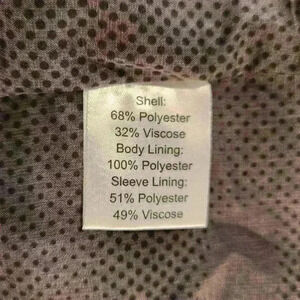 Shell:
68% Polyester
32% Viscose
Body Lining:
100% Polyester
Sleeve Lining:
51% Polyester
49% Viscose